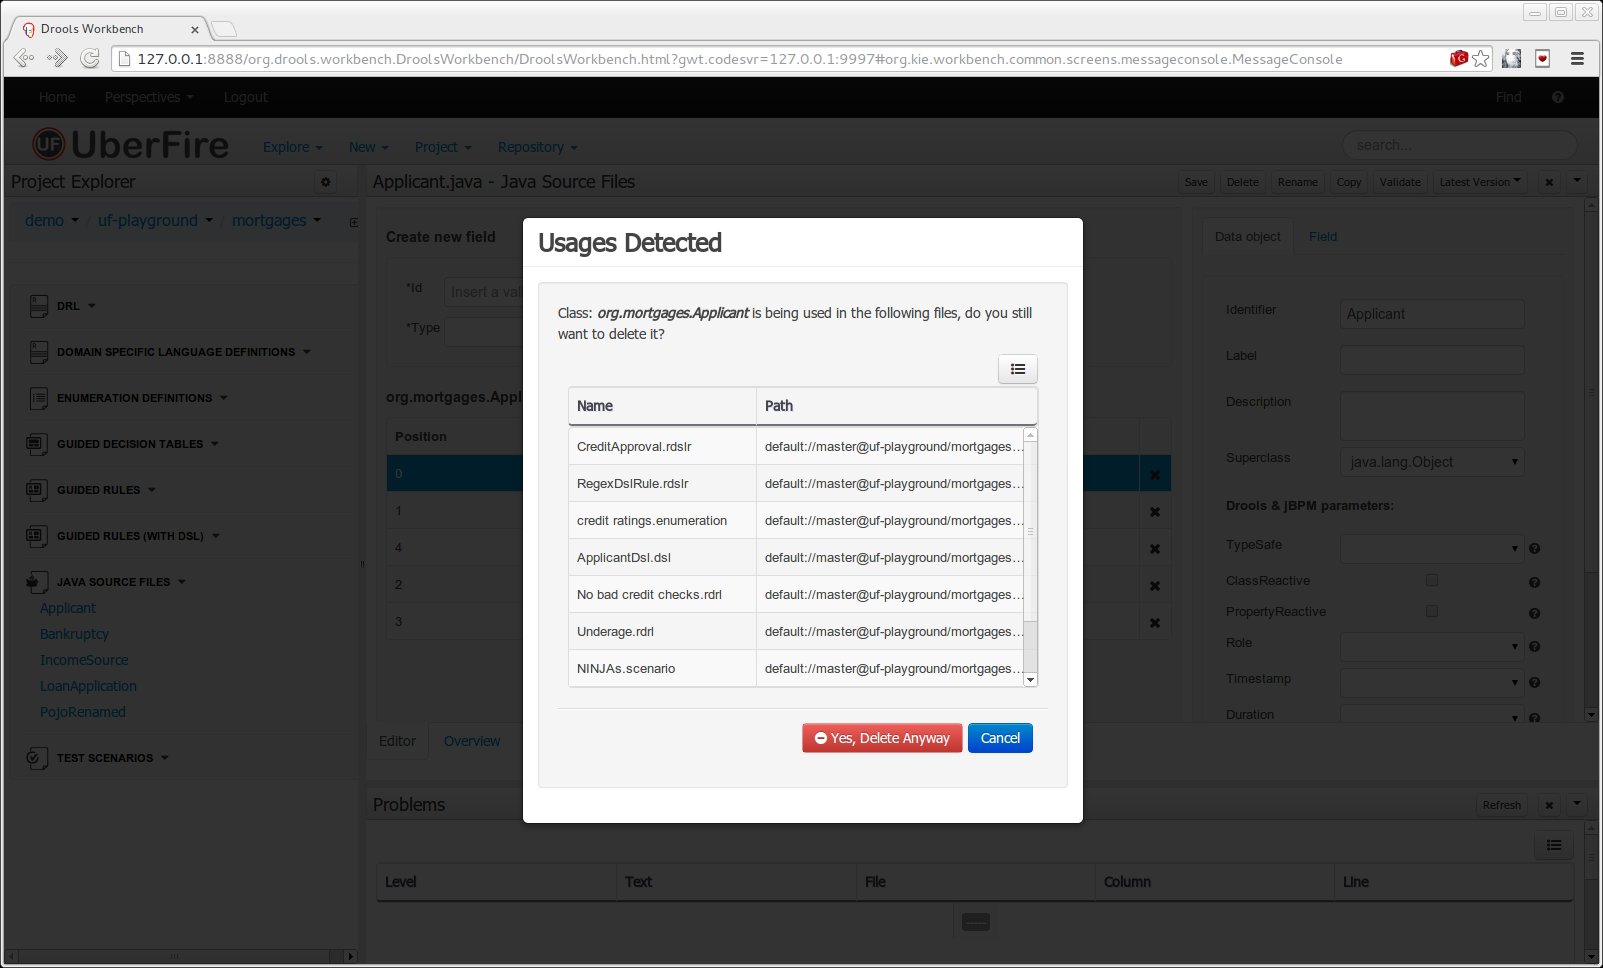 Drools Workbench
127.0.0.1:8888/org.drools.workbench.DroolsWorkbench/DroolsWorkbench.html?gwt.codesvr=127.0.0.1:9997#org.kie.workbench.common.screens.messageconsole.MessageConsole
Home Perspectives Logout Find
UF UberFire Explore New Project Repository search...
Project Explorer
demo / uf-playground / mortgages
DRL
DOMAIN SPECIFIC LANGUAGE DEFINITIONS
ENUMERATION DEFINITIONS
GUIDED DECISION TABLES
GUIDED RULES
GUIDED RULES (WITH DSL)
JAVA SOURCE FILES
Applicant
Bankruptcy
IncomeSource
LoanApplication
PojoRenamed
TEST SCENARIOS
Applicant.java - Java Source Files
Save Delete Rename Copy Validate Latest Version
Create new field
*Id Insert a val
*Type
org.mortgages.Appl
Position
0
1
4
2
3
Editor Overview
Usages Detected
Class: org.mortgages.Applicant is being used in the following files, do you still
want to delete it?
Name Path
CreditApproval.rdslr default://master@uf-playground/mortgages...
RegexDslRule.rdslr default://master@uf-playground/mortgages...
credit ratings.enumeration default://master@uf-playground/mortgages...
ApplicantDsl.dsl default://master@uf-playground/mortgages...
No bad credit checks.rdrl default://master@uf-playground/mortgages...
Underage.rdrl default://master@uf-playground/mortgages...
NINJAs.scenario default://master@uf-playground/mortgages...
Yes, Delete Anyway Cancel
Data object Field
Identifier Applicant
Label
Description
Superclass java.lang.Object
Drools & jBPM parameters:
TypeSafe
ClassReactive
PropertyReactive
Role
Timestamp
Duration
Problems Refresh
Level Text File Column Line